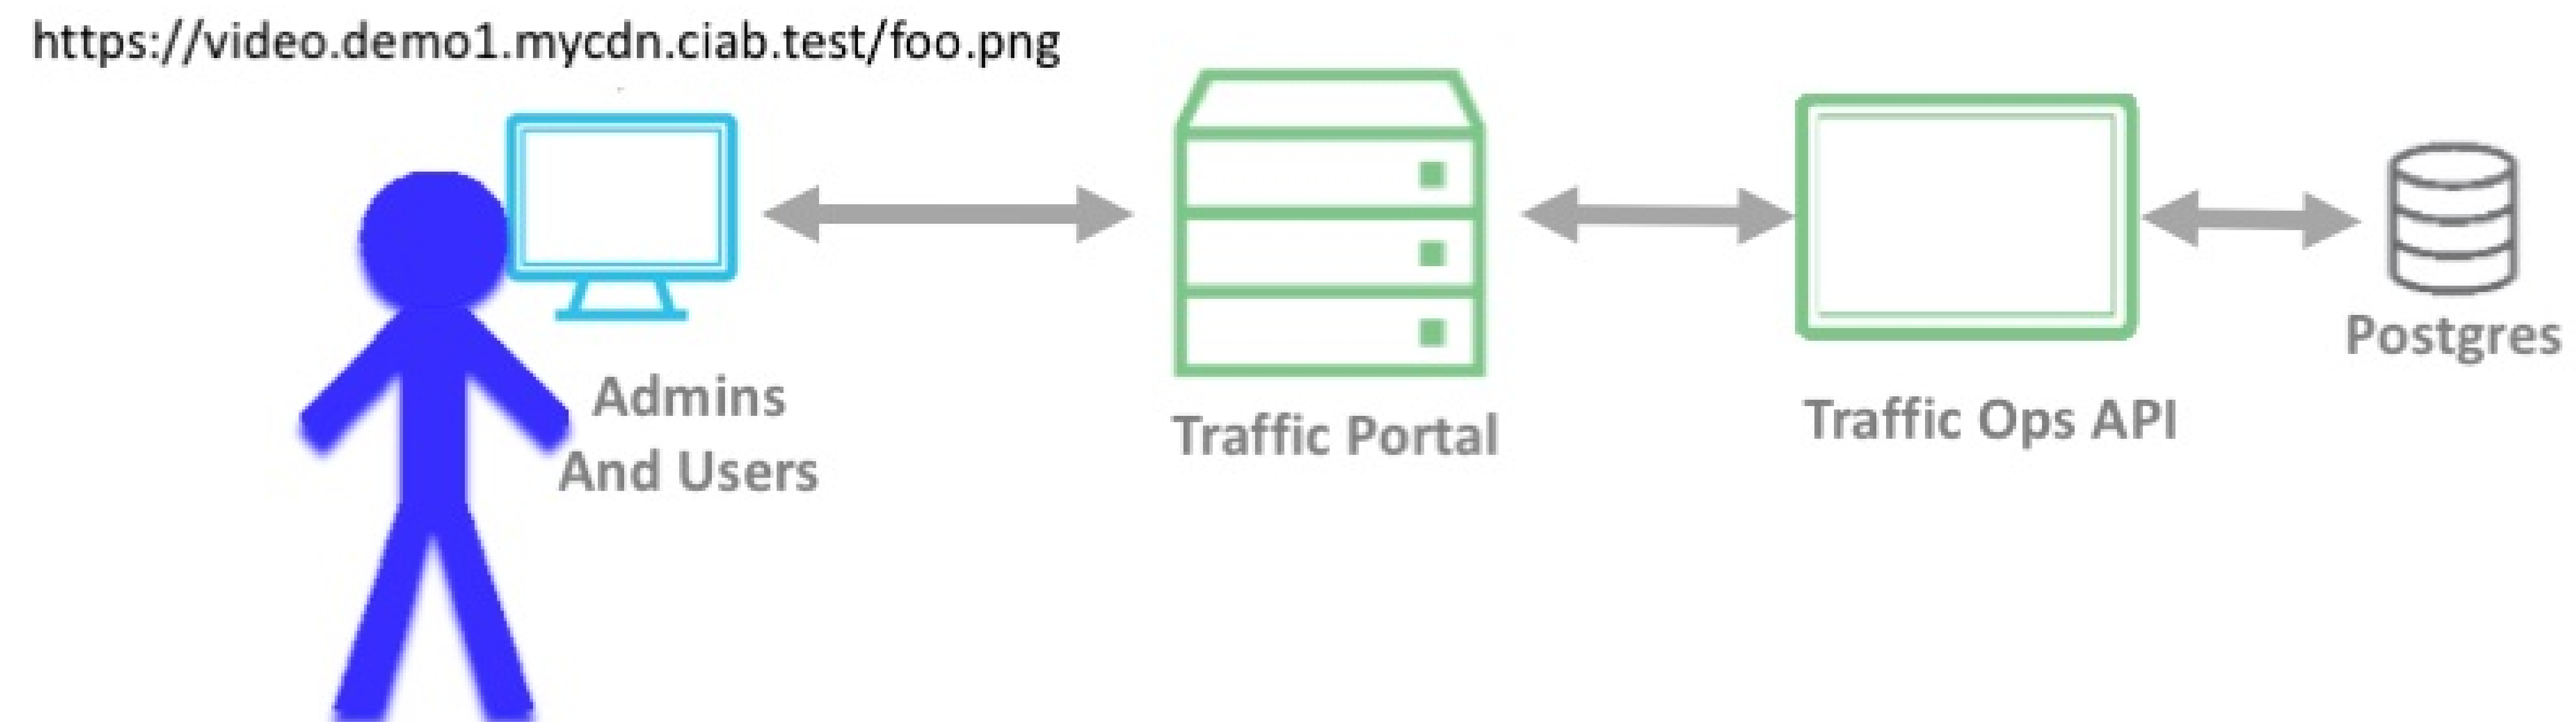 https://video.demo1.mycdn.ciab.test/foo.png
Admins
And Users
Traffic Portal
Traffic Ops API
Postgres